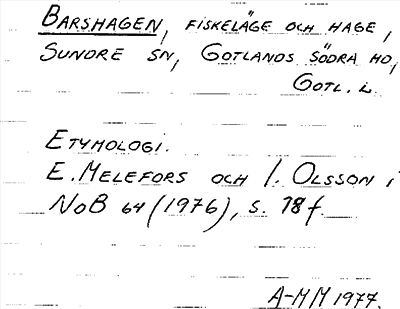 BARSHAGEN, FISKELÄGE OCH HAGE,
SUNDRE SN, GOTLANDS SÖDRA HD,
GOTL. L.
ETYMOLOGI.
E. MELEFORS OCH I. OLSSON i
NoB 64 (1976), s. 78 f.
A-MM 1977.